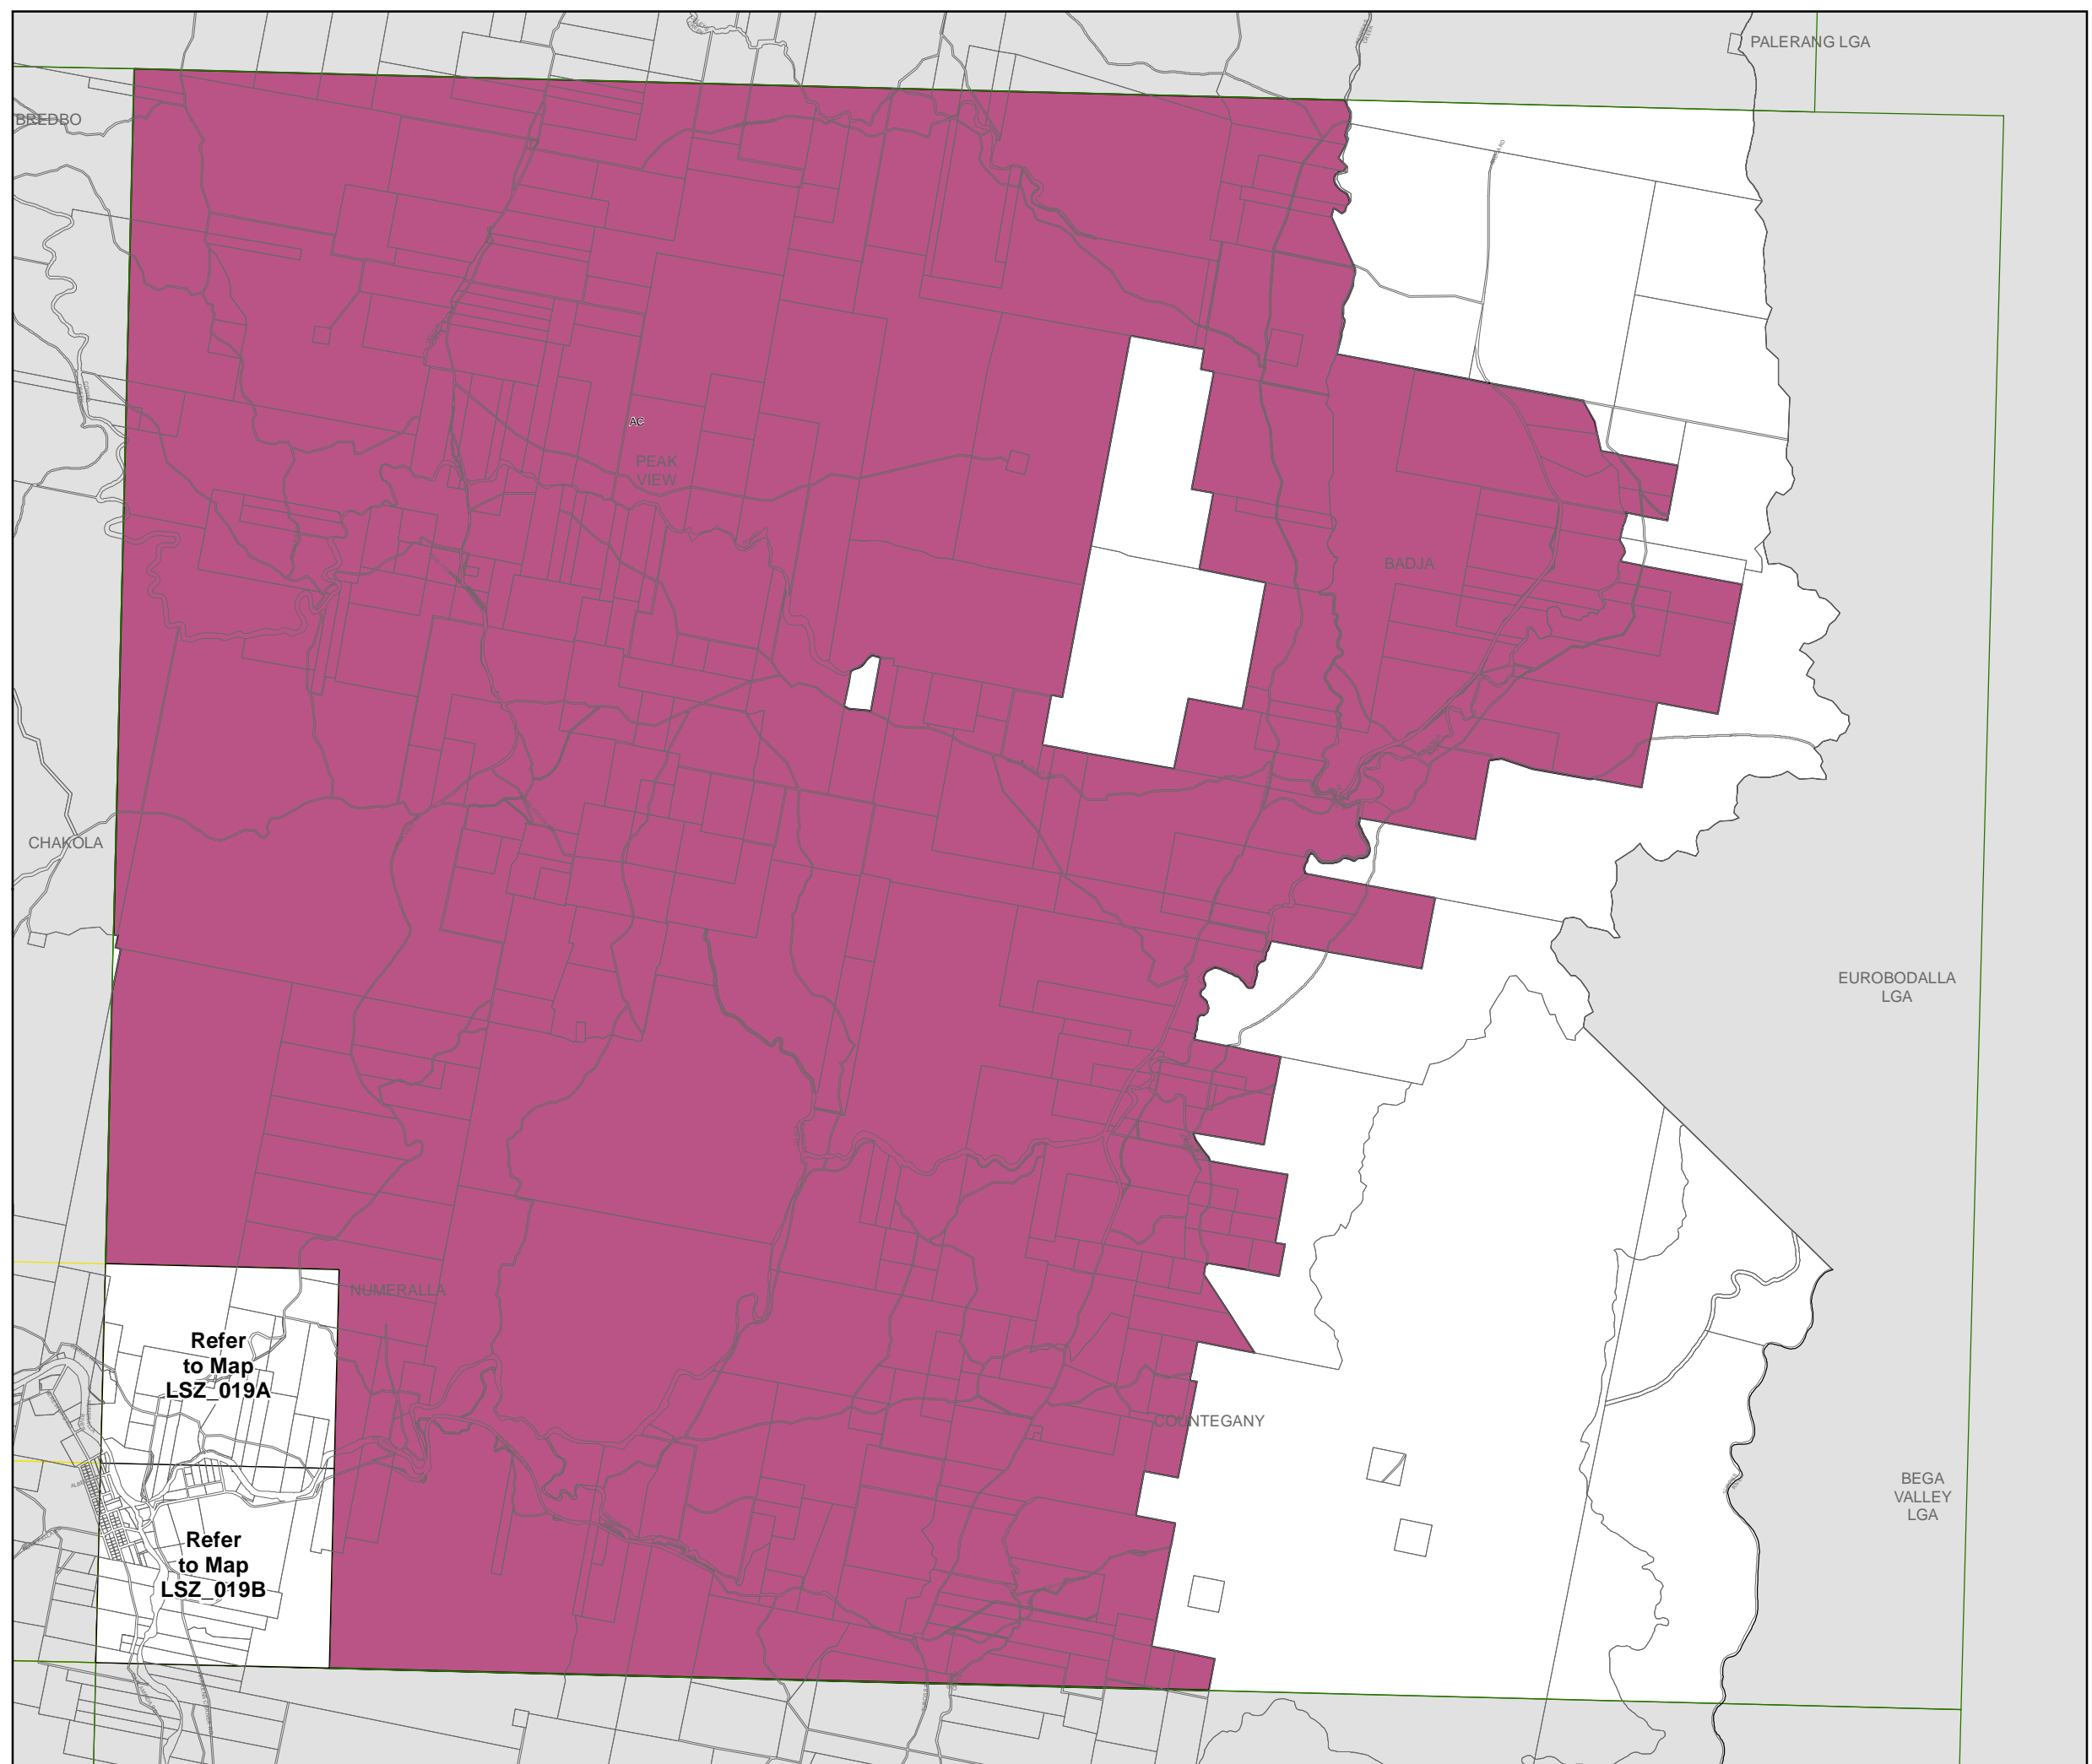 PALERANG LGA
BREDBO
AC
PEAK
VIEW
BADJA
CHAKOLA
EUROBODALLA
LGA
NUMERALLA
Refer
to Map
LSZ_019A
COUNTEGANY
BEGA
VALLEY
LGA
Refer
to Map
LSZ_019B